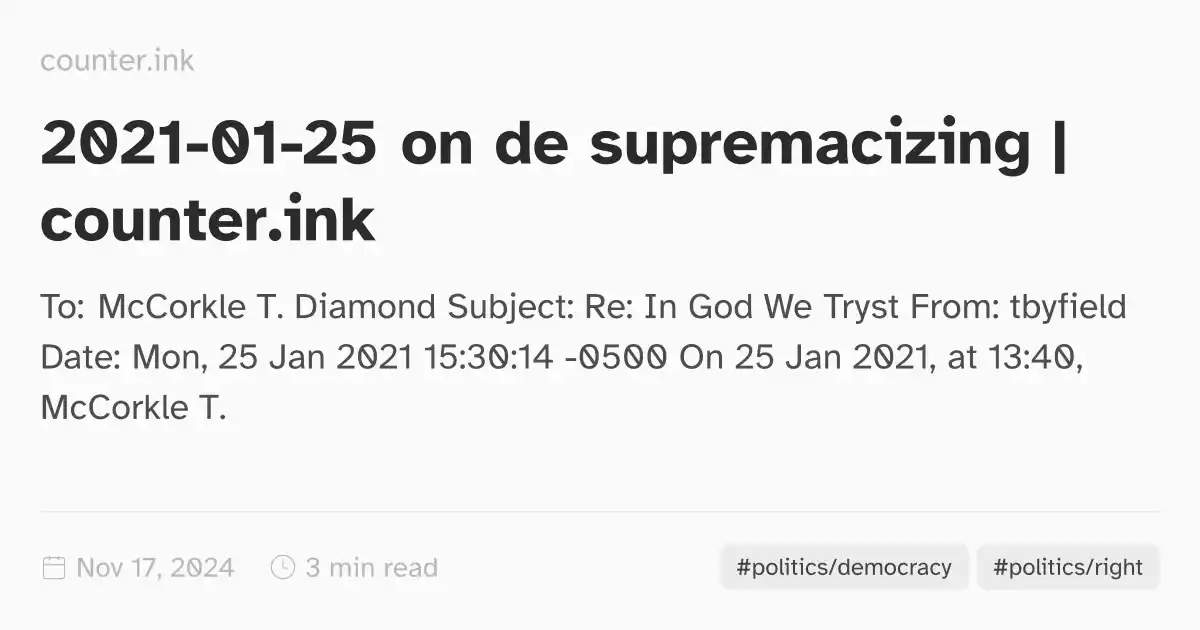 counter.ink
2021-01-25 on de supremacizing |
counter.ink
To: McCorkle T. Diamond Subject: Re: In God We Tryst From: tbyfield
Date: Mon, 25 Jan 2021 15:30:14 -0500 On 25 Jan 2021, at 13:40,
McCorkle T.
Nov 17, 2024 3 min read #politics/democracy #politics/right